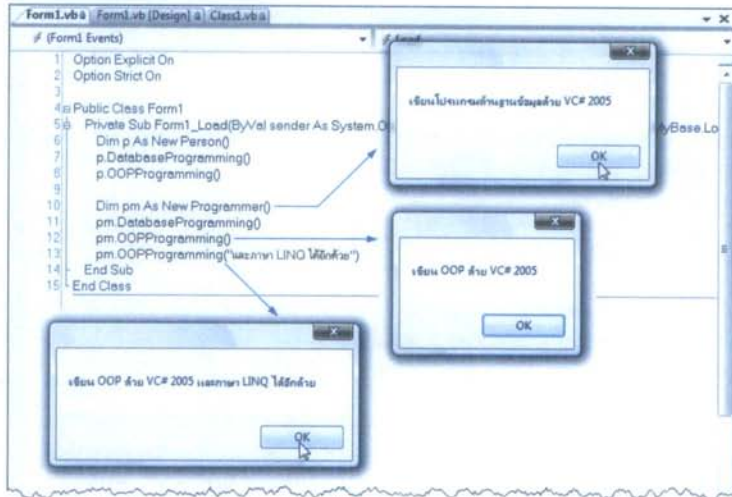 Form1.vb Form1.vb [Design] Class1.vb
(Form1 Events) Load
1 Option Explicit On
2 Option Strict On
3
4 Public Class Form1
5 Private Sub Form1_Load(ByVal sender As System.O MyBase.Lo
6 Dim p As New Person()
7 p.DatabaseProgramming()
8 p.OOPProgramming()
9
10 Dim pm As New Programmer()
11 pm.DatabaseProgramming()
12 pm.OOPProgramming()
13 pm.OOPProgramming("และภาษา LINQ ได้อีกด้วย")
14 End Sub
15 End Class
เขียนโปรแกรมด้านฐานข้อมูลด้วย VC# 2005
OK
เขียน OOP ด้วย VC# 2005
OK
เขียน OOP ด้วย VC# 2005 และภาษา LINQ ได้อีกด้วย
OK